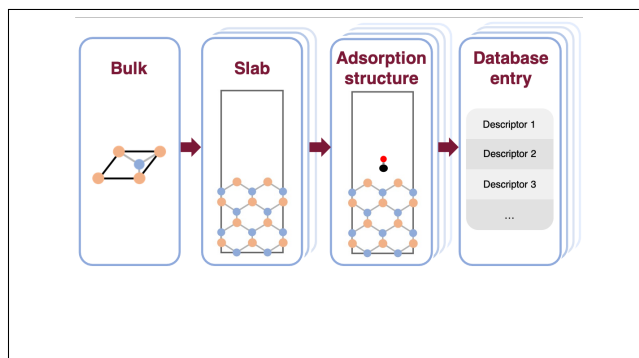 Bulk
Slab
Adsorption
structure
Database
entry
Descriptor 1
Descriptor 2
Descriptor 3
...